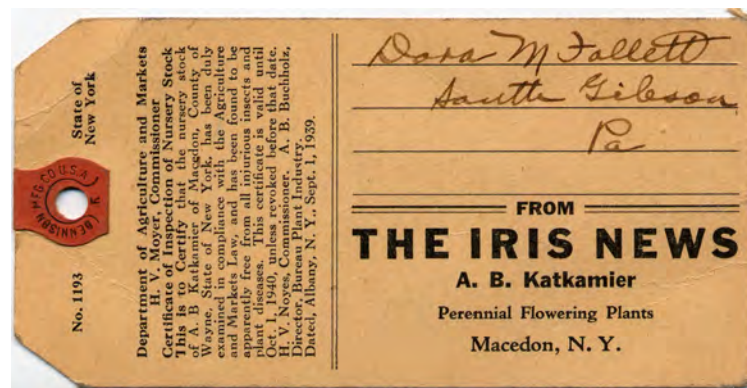 State of
New York
DENNISON MFG CO U.S.A.
No. 1193
Department of Agriculture and Markets
H. V. Moyer, Commissioner
Certificate of Inspection of Nursery Stock
This is to Certify that the nursery stock
of A. B Katkamier of Macedon, County of
Wayne, State of New York, has been duly
examined in compliance with the Agriculture
and Markets Law, and has been found to be
apparently free from all injurious insects and
plant diseases. This certificate is valid until
Oct. 1, 1940, unless revoked before that date.
H. V. Noyes, Commissioner, A. B. Buchholz,
Director, Bureau Plant Industry.
Dated, Albany, N. Y., Sept. 1, 1939.
Dora M Follett
South Gibson
Pa
FROM
THE IRIS NEWS
A. B. Katkamier
Perennial Flowering Plants
Macedon, N. Y.